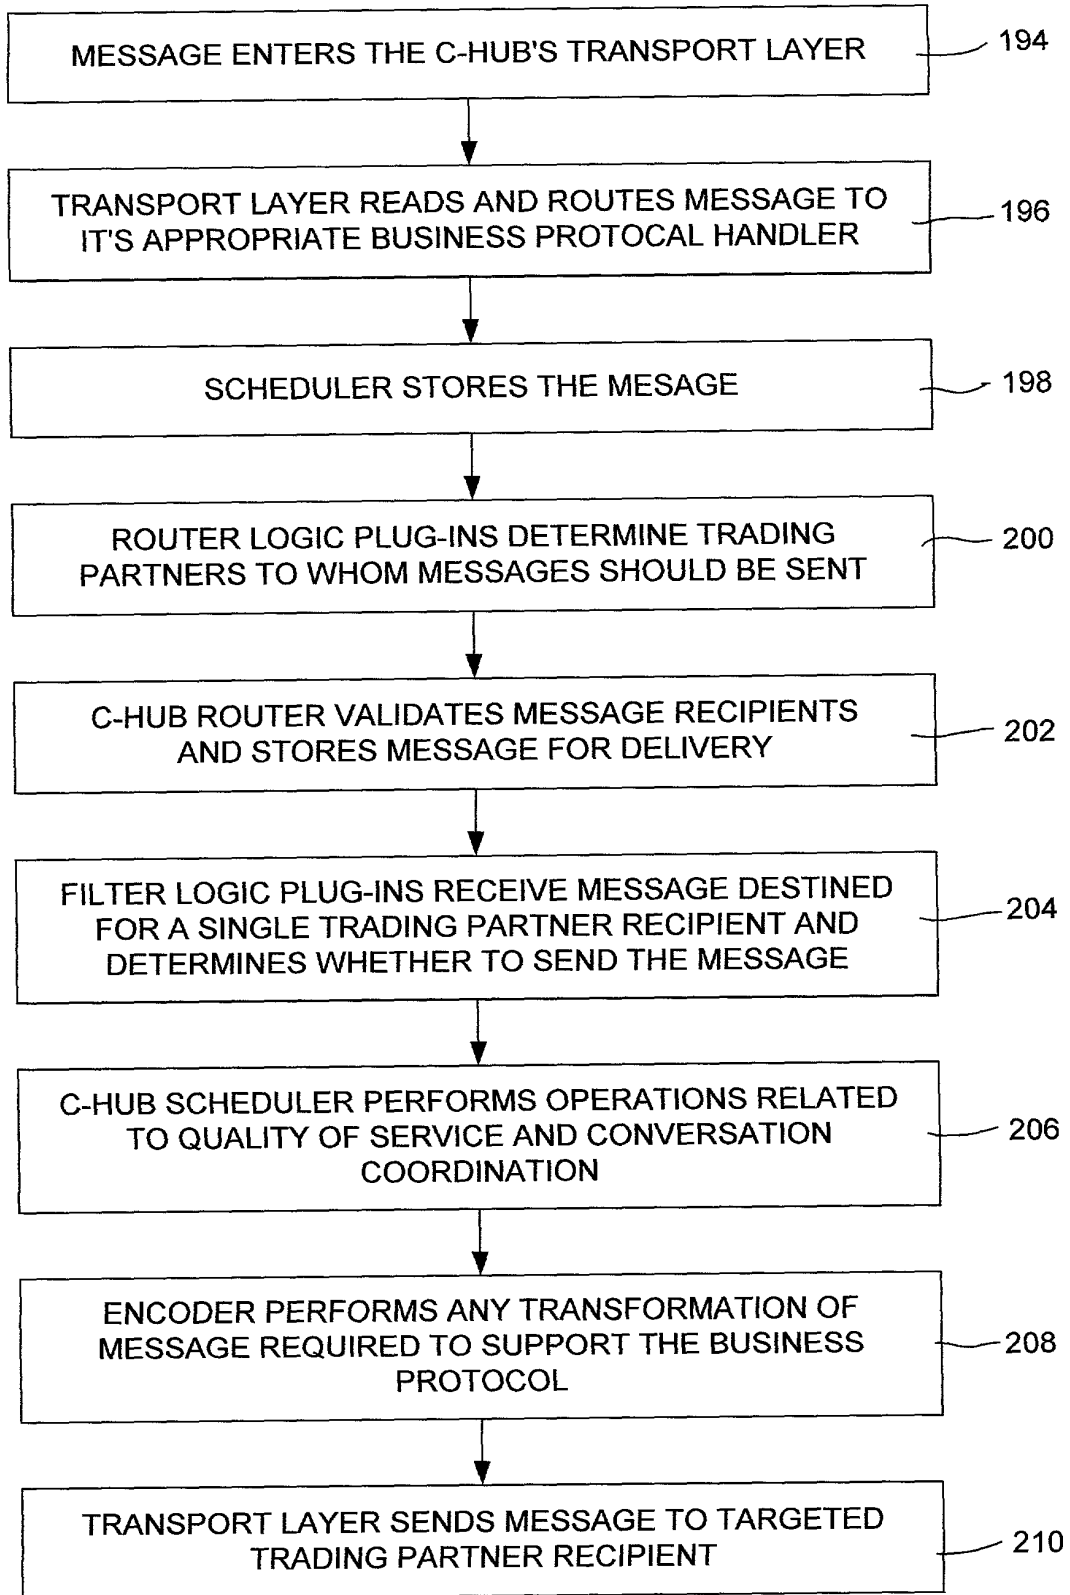 MESSAGE ENTERS THE C-HUB'S TRANSPORT LAYER
194
TRANSPORT LAYER READS AND ROUTES MESSAGE TO
IT'S APPROPRIATE BUSINESS PROTOCAL HANDLER
196
SCHEDULER STORES THE MESAGE
198
ROUTER LOGIC PLUG-INS DETERMINE TRADING
PARTNERS TO WHOM MESSAGES SHOULD BE SENT
200
C-HUB ROUTER VALIDATES MESSAGE RECIPIENTS
AND STORES MESSAGE FOR DELIVERY
202
FILTER LOGIC PLUG-INS RECEIVE MESSAGE DESTINED
FOR A SINGLE TRADING PARTNER RECIPIENT AND
DETERMINES WHETHER TO SEND THE MESSAGE
204
C-HUB SCHEDULER PERFORMS OPERATIONS RELATED
TO QUALITY OF SERVICE AND CONVERSATION
COORDINATION
206
ENCODER PERFORMS ANY TRANSFORMATION OF
MESSAGE REQUIRED TO SUPPORT THE BUSINESS
PROTOCOL
208
TRANSPORT LAYER SENDS MESSAGE TO TARGETED
TRADING PARTNER RECIPIENT
210